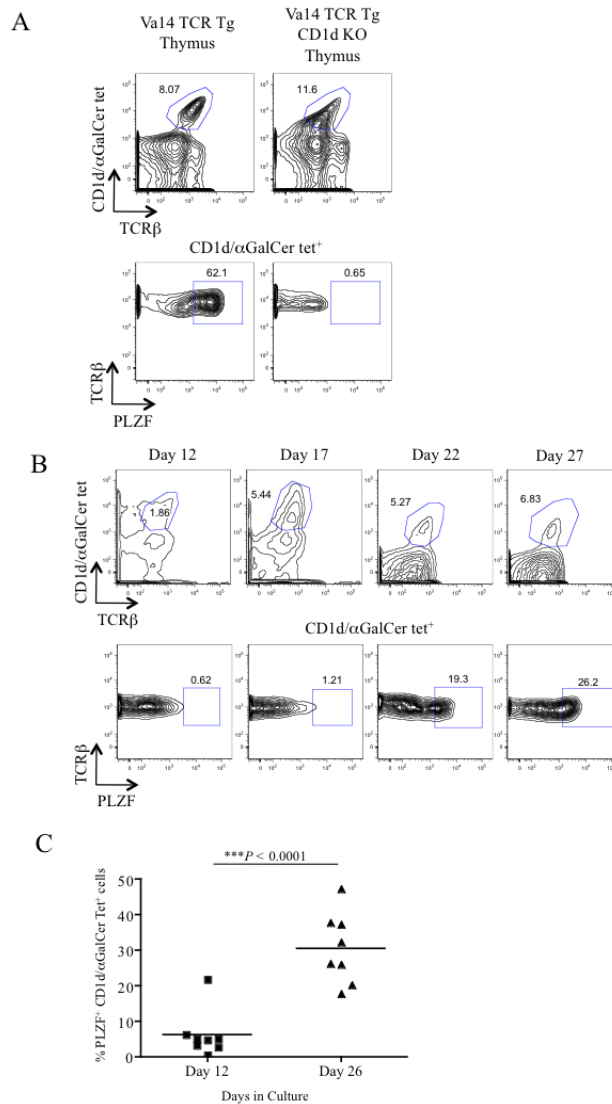 A
Va14 TCR Tg
Thymus
Va14 TCR Tg
CD1d KO
Thymus
8.07
11.6
CD1d/αGalCer tet
TCRβ
CD1d/αGalCer tet⁺
62.1
0.65
TCRβ
PLZF
B
Day 12
Day 17
Day 22
Day 27
1.86
5.44
5.27
6.83
CD1d/αGalCer tet
TCRβ
CD1d/αGalCer tet⁺
0.62
1.21
19.3
26.2
TCRβ
PLZF
C
***P < 0.0001
% PLZF⁺ CD1d/αGalCer Tet⁺ cells
50
40
30
20
10
0
Day 12
Day 26
Days in Culture